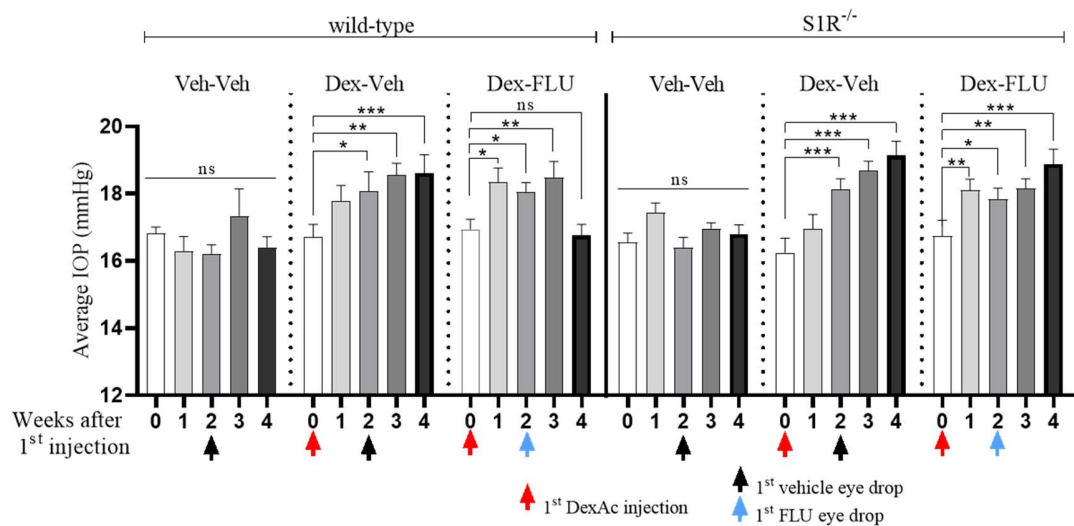 wild-type S1R-/-
Veh-Veh Dex-Veh Dex-FLU Veh-Veh Dex-Veh Dex-FLU
ns
*
**
***
*
*
**
ns
ns
***
***
***
**
*
**
***
Average IOP (mmHg)
20
18
16
14
12
Weeks after 0 1 2 3 4 0 1 2 3 4 0 1 2 3 4 0 1 2 3 4 0 1 2 3 4 0 1 2 3 4
1st injection
1st DexAc injection
1st vehicle eye drop
1st FLU eye drop